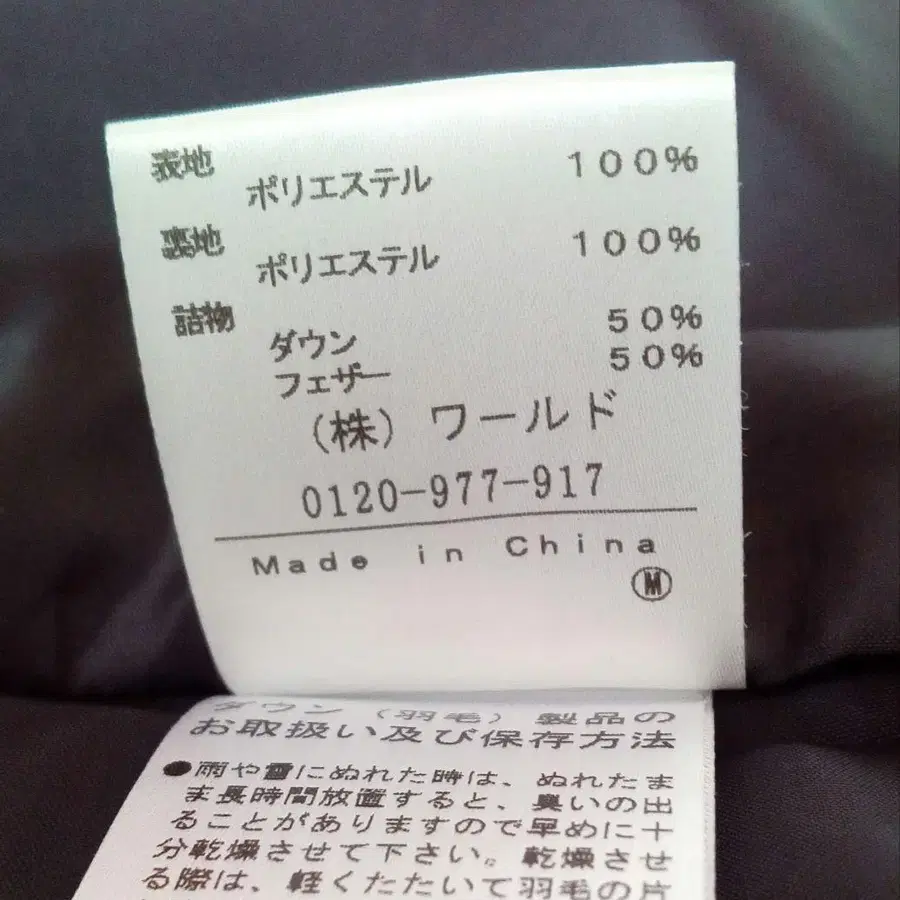 表地
ポリエステル 100%
裏地
ポリエステル 100%
詰物
ダウン 50%
フェザー 50%
(株) ワールド
0120-977-917
Made in China
Ⓜ
ダウン (羽毛) 製品の
お取扱い及び保存方法
●雨や雪にぬれた時は、ぬれたま
ま長時間放置すると、臭いの出
ることがありますので早めに十
分乾燥させて下さい。乾燥させ
る際は、軽くたたいて羽毛の片